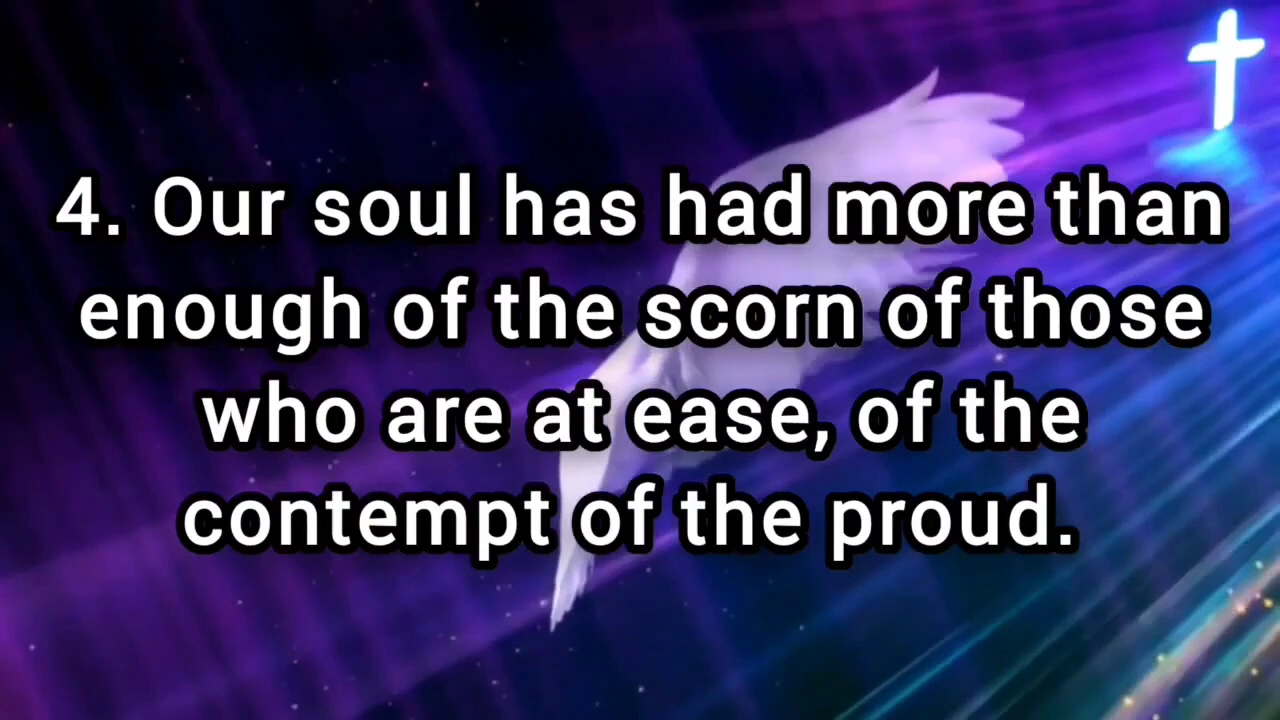 4. Our soul has had more than
enough of the scorn of those
who are at ease, of the
contempt of the proud.